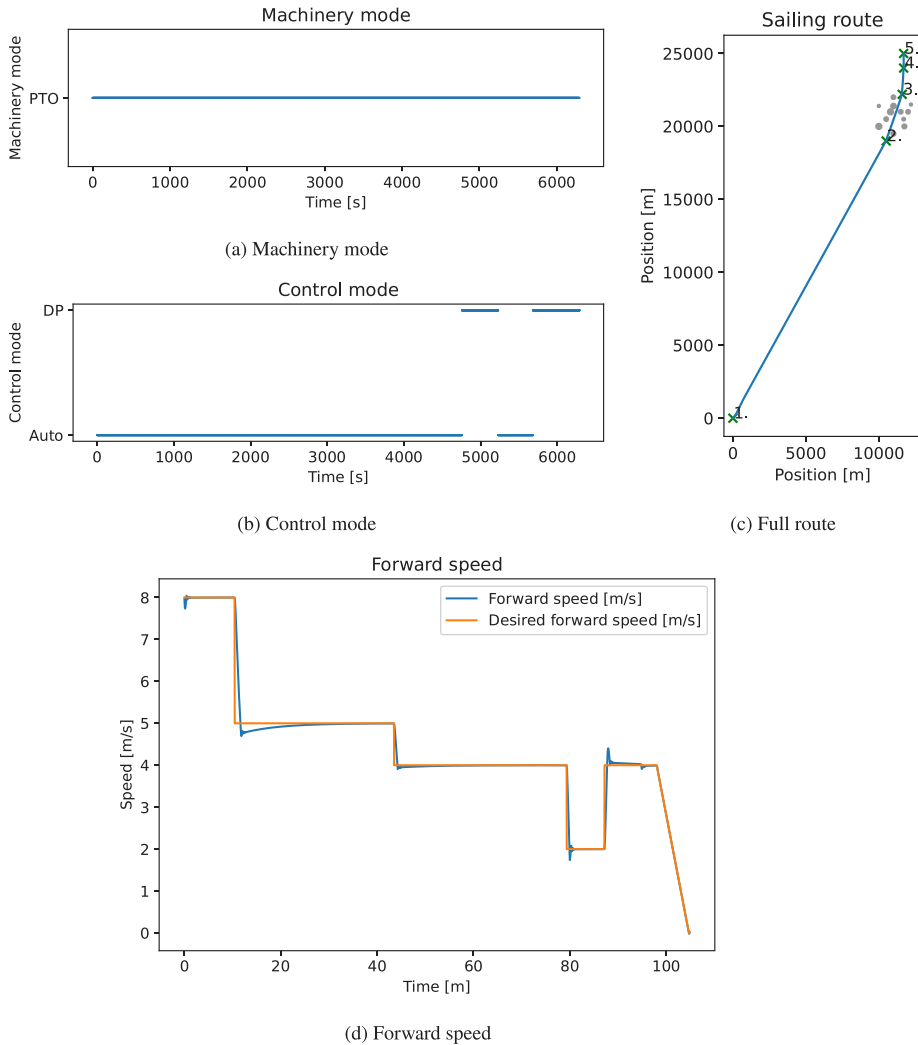 Machinery mode
Machinery mode
PTO
0 1000 2000 3000 4000 5000 6000
Time [s]
(a) Machinery mode
Control mode
Control mode
DP
Auto
0 1000 2000 3000 4000 5000 6000
Time [s]
(b) Control mode
Sailing route
Position [m]
25000
20000
15000
10000
5000
0
5.
4.
3.
2.
1.
0 5000 10000
Position [m]
(c) Full route
Forward speed
Speed [m/s]
8
7
6
5
4
3
2
1
0
Forward speed [m/s]
Desired forward speed [m/s]
0 20 40 60 80 100
Time [m]
(d) Forward speed